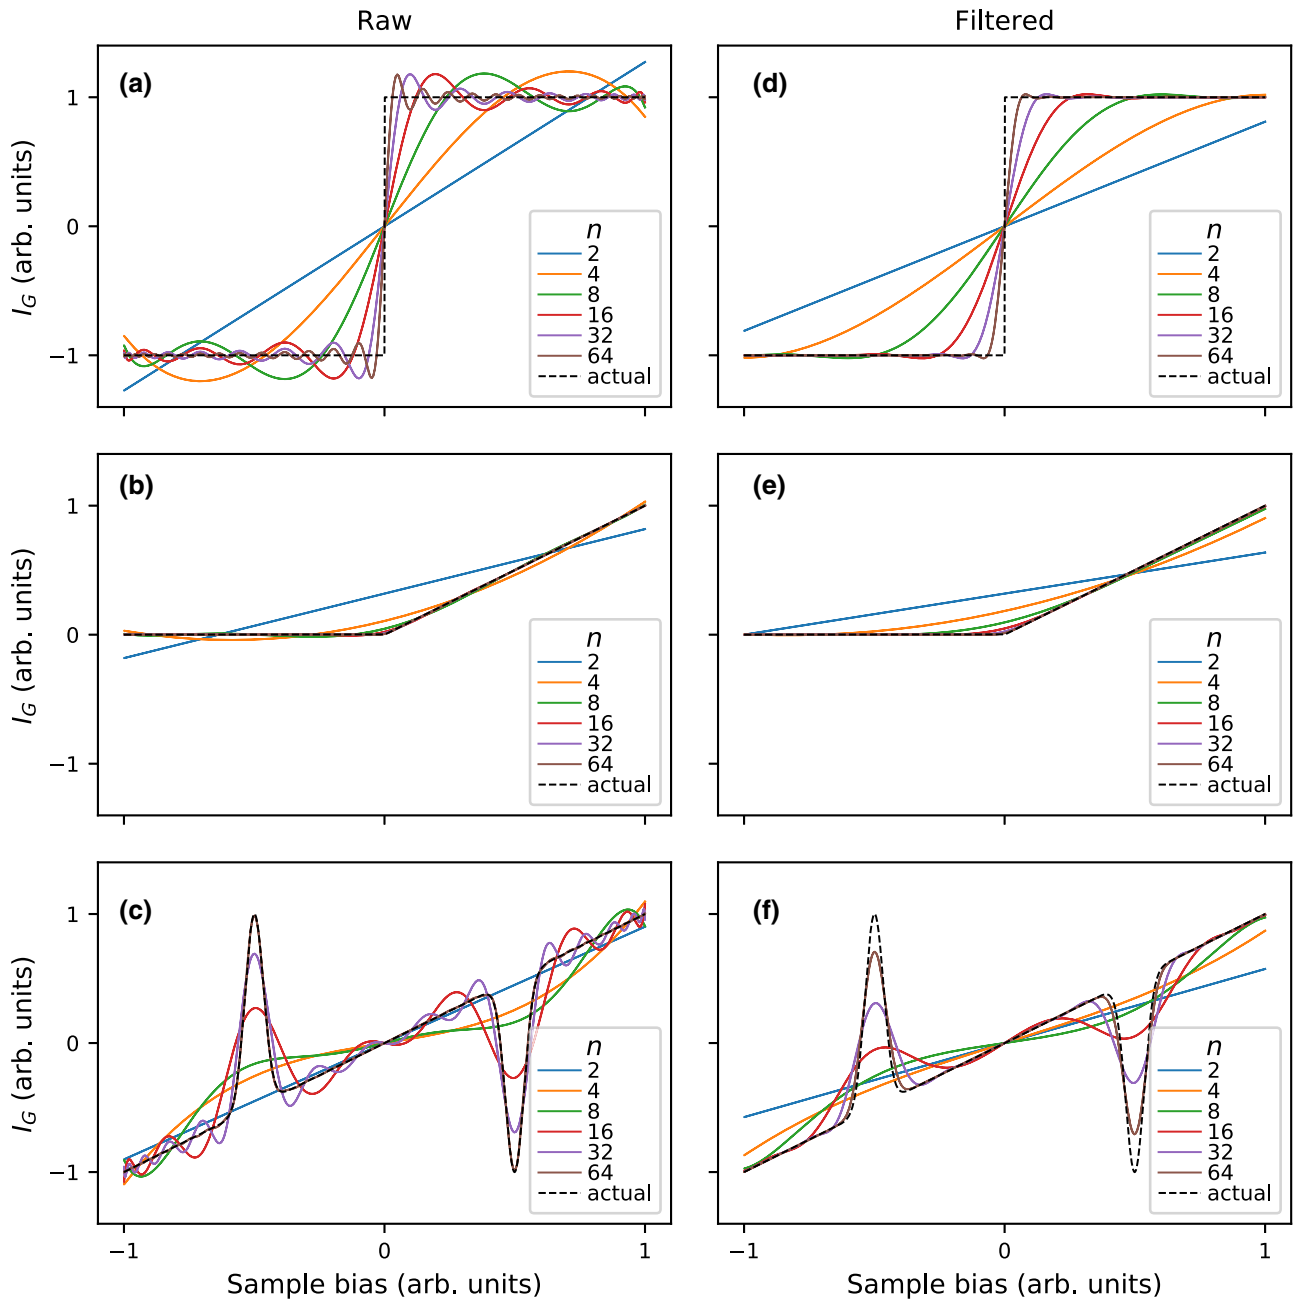 Raw
Filtered
(a)
I_G (arb. units)
1
0
−1
n
2
4
8
16
32
64
actual
(d)
n
2
4
8
16
32
64
actual
(b)
I_G (arb. units)
1
0
−1
n
2
4
8
16
32
64
actual
(e)
n
2
4
8
16
32
64
actual
(c)
I_G (arb. units)
1
0
−1
n
2
4
8
16
32
64
actual
−1 0 1
Sample bias (arb. units)
(f)
n
2
4
8
16
32
64
actual
−1 0 1
Sample bias (arb. units)